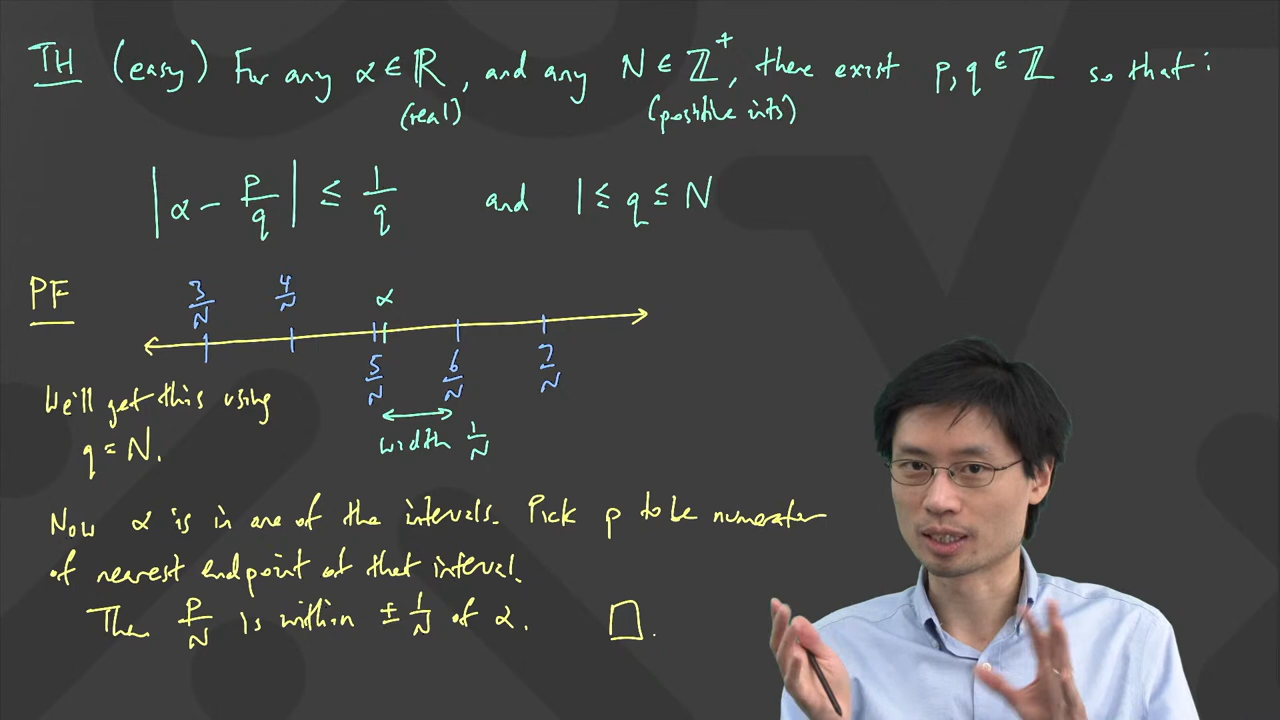 TH (easy) For any α ∈ ℝ, and any N ∈ ℤ⁺, there exist p, q ∈ ℤ so that :
(real) (positive ints)
|α − p/q| ≤ 1/q and 1 ≤ q ≤ N
PF
3/N 4/N α
5/N 6/N 7/N
We'll get this using
width 1/N
q = N.
Now α is in one of the intervals. Pick p to be numerator
of nearest endpoint of that interval.
Then p/N is within ± 1/N of α. □.